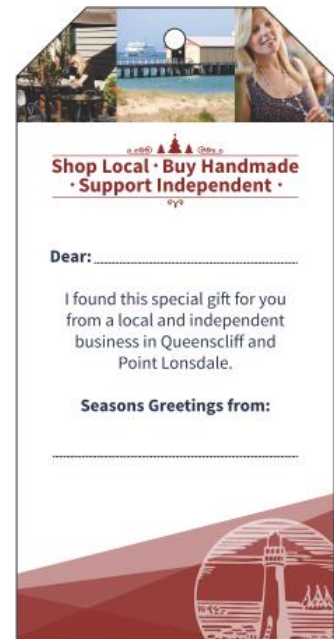 Shop Local · Buy Handmade
· Support Independent ·
Dear:
I found this special gift for you
from a local and independent
business in Queenscliff and
Point Lonsdale.
Seasons Greetings from: